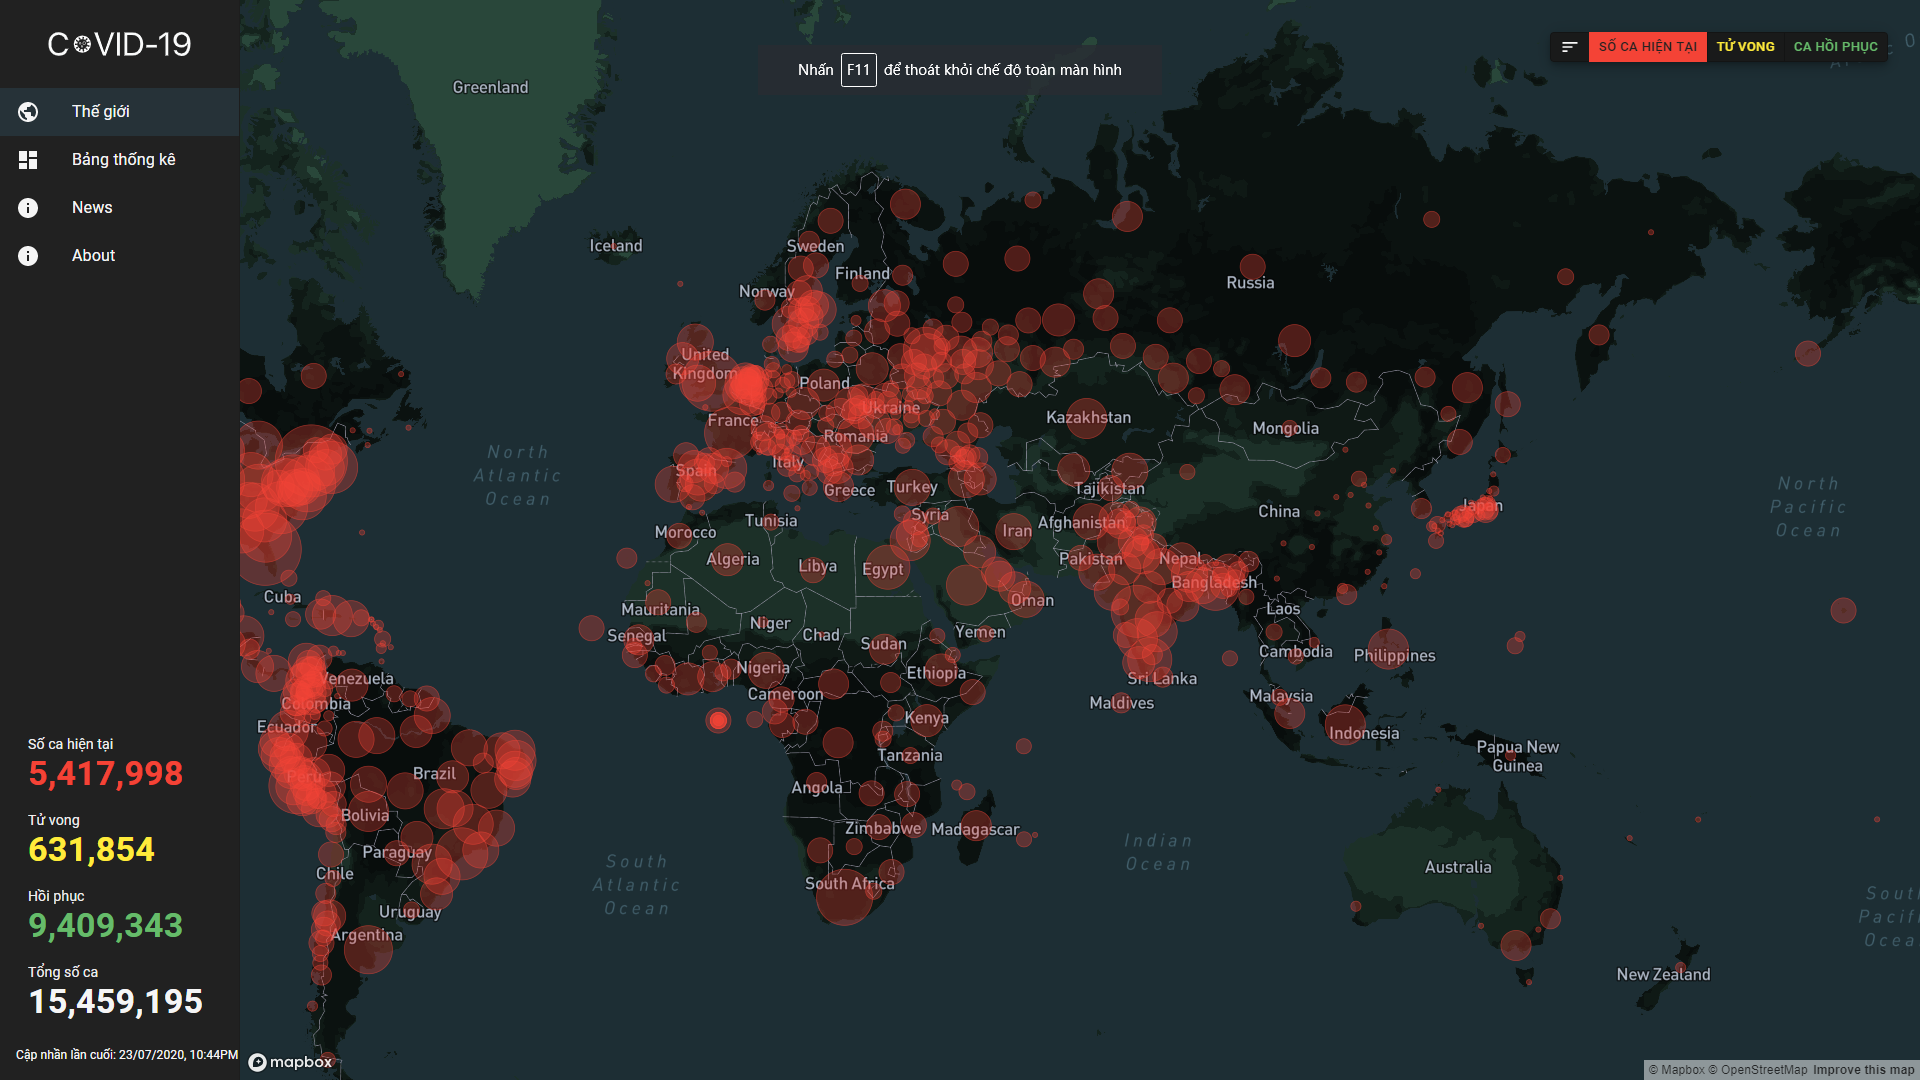 COVID-19
Thế giới
Bảng thống kê
News
About
Số ca hiện tại
5,417,998
Tử vong
631,854
Hồi phục
9,409,343
Tổng số ca
15,459,195
Cập nhần lần cuối: 23/07/2020, 10:44PM
Nhấn F11 để thoát khỏi chế độ toàn màn hình
SỐ CA HIỆN TẠI
TỬ VONG
CA HỒI PHỤC
Greenland
Iceland
Sweden
Finland
Norway
Russia
United
Kingdom
Poland
Ukraine
France
Romania
Kazakhstan
Mongolia
Spain
Italy
Greece
Turkey
Tajikistan
China
Japan
North
Atlantic
Ocean
North
Pacific
Ocean
Morocco
Tunisia
Syria
Iran
Afghanistan
Algeria
Libya
Egypt
Pakistan
Nepal
Bangladesh
Cuba
Mauritania
Niger
Chad
Oman
Laos
Senegal
Sudan
Yemen
Cambodia
Philippines
Nigeria
Ethiopia
Sri Lanka
Venezuela
Cameroon
Malaysia
Colombia
Maldives
Ecuador
Kenya
Indonesia
Tanzania
Papua New
Guinea
Peru
Brazil
Angola
Bolivia
Zimbabwe
Madagascar
Indian
Ocean
Paraguay
Chile
South
Atlantic
Ocean
South Africa
Australia
Uruguay
Argentina
New Zealand
mapbox
© Mapbox © OpenStreetMap Improve this map